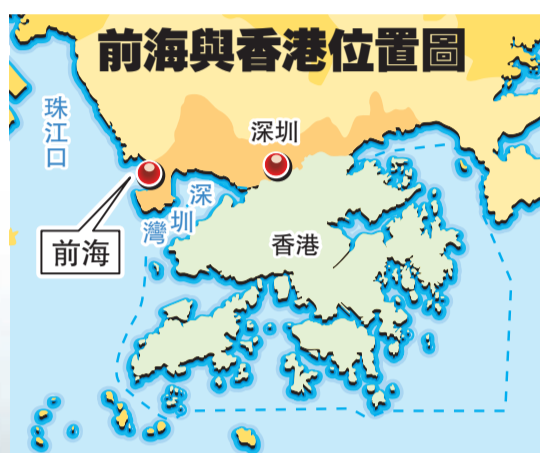 前海與香港位置圖
珠江口
深圳
深圳灣
前海
香港